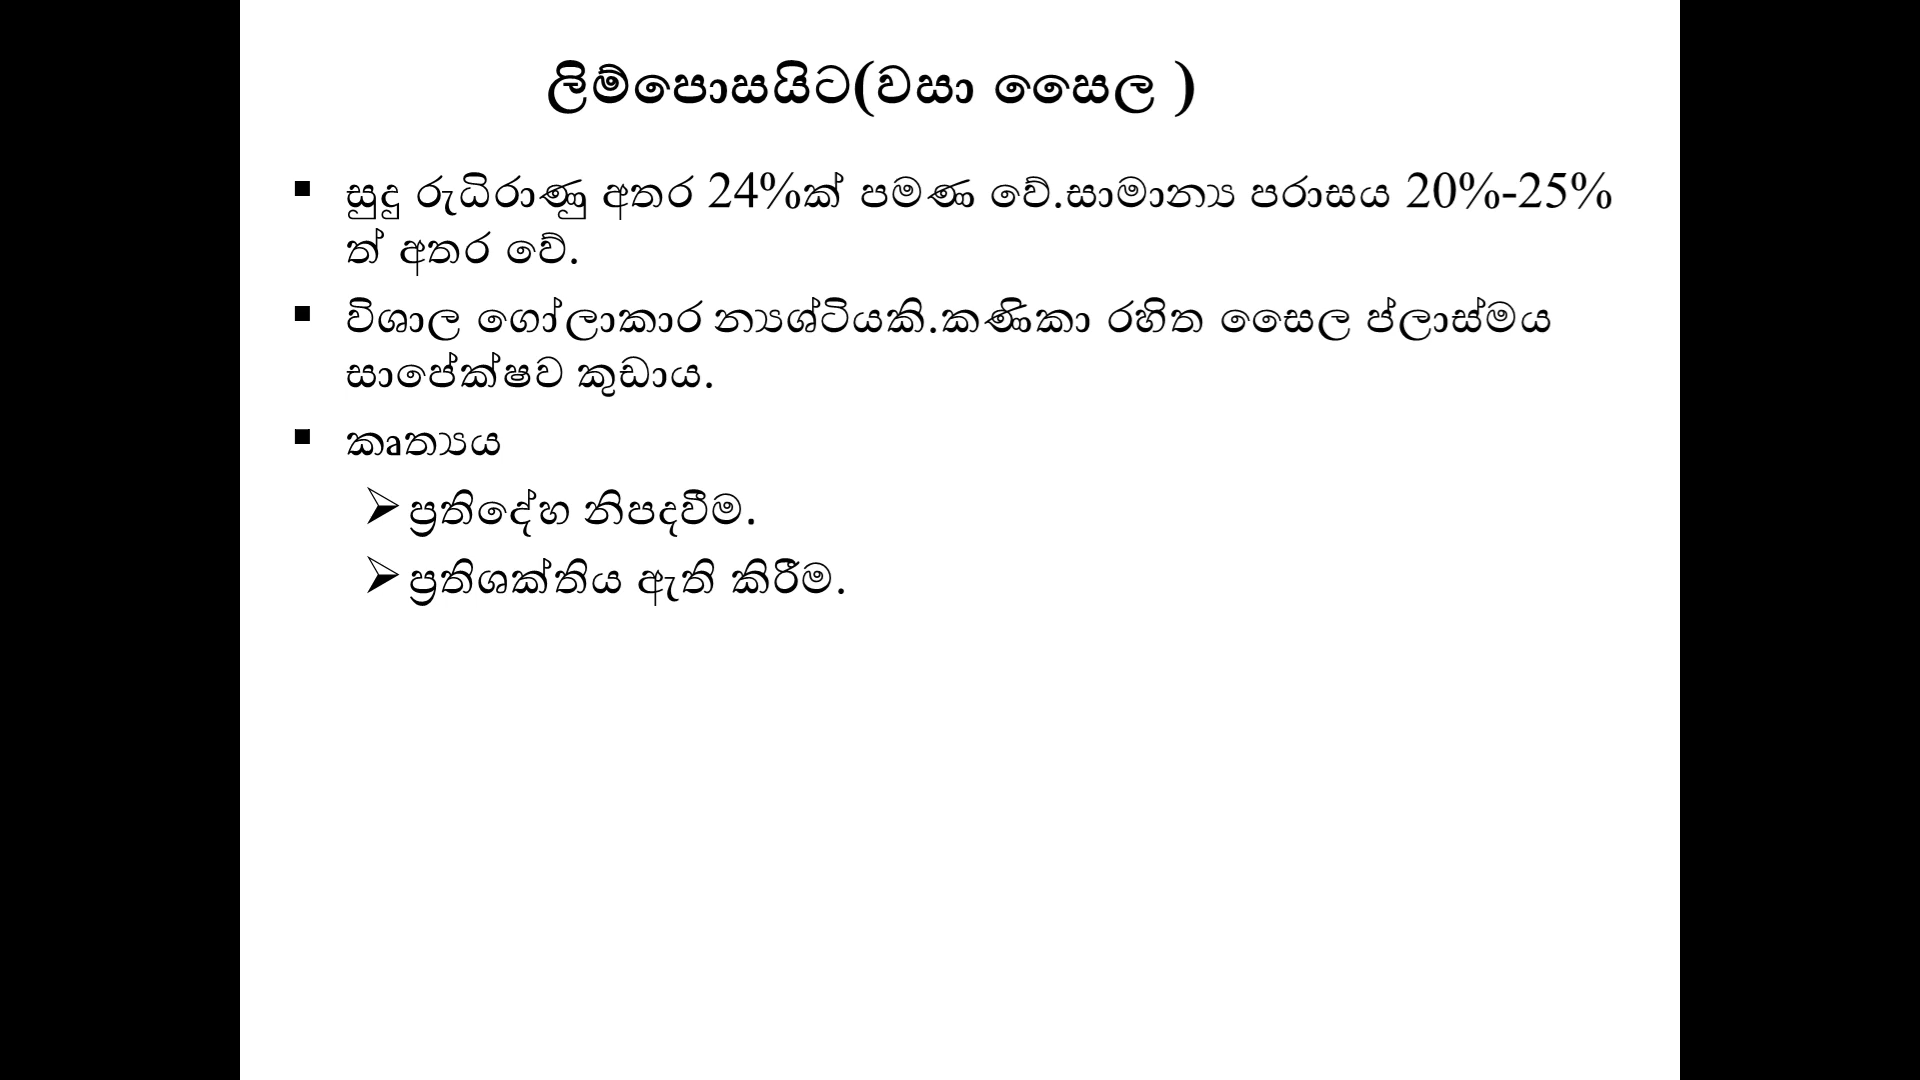 ලිම්පොසයිට(වසා සෛල )
▪ සුදු රුධිරාණු අතර 24%ක් පමණ වේ.සාමාන්‍ය පරාසය 20%-25%
ත් අතර වේ.
▪ විශාල ගෝලාකාර න්‍යශ්ටියකි.කණිකා රහිත සෛල ප්ලාස්මය
සාපේක්ෂව කුඩාය.
▪ කෘත්‍යය
➢ ප්‍රතිදේහ නිපදවීම.
➢ ප්‍රතිශක්තිය ඇති කිරීම.